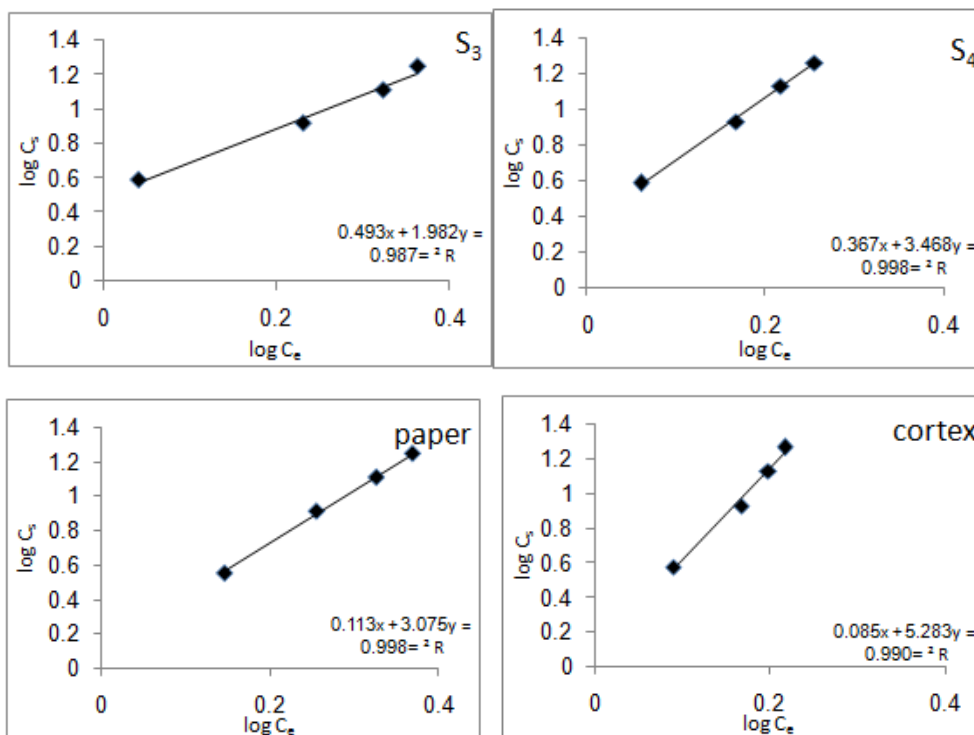 S₃
1.4
1.2
1
0.8
0.6
0.4
0.2
0
log Cₛ
0.493x + 1.982y =
0.987= ² R
0
0.2
0.4
log Cₑ
S₄
1.4
1.2
1
0.8
0.6
0.4
0.2
0
log Cₛ
0.367x + 3.468y =
0.998= ² R
0
0.2
0.4
log Cₑ
paper
1.4
1.2
1
0.8
0.6
0.4
0.2
0
log Cₛ
0.113x + 3.075y =
0.998= ² R
0
0.2
0.4
log Cₑ
cortex
1.4
1.2
1
0.8
0.6
0.4
0.2
0
log Cₛ
0.085x + 5.283y =
0.990= ² R
0
0.2
0.4
log Cₑ